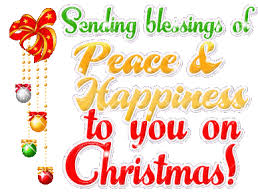 Sending blessings of
Peace &
Happiness
to you on
Christmas!